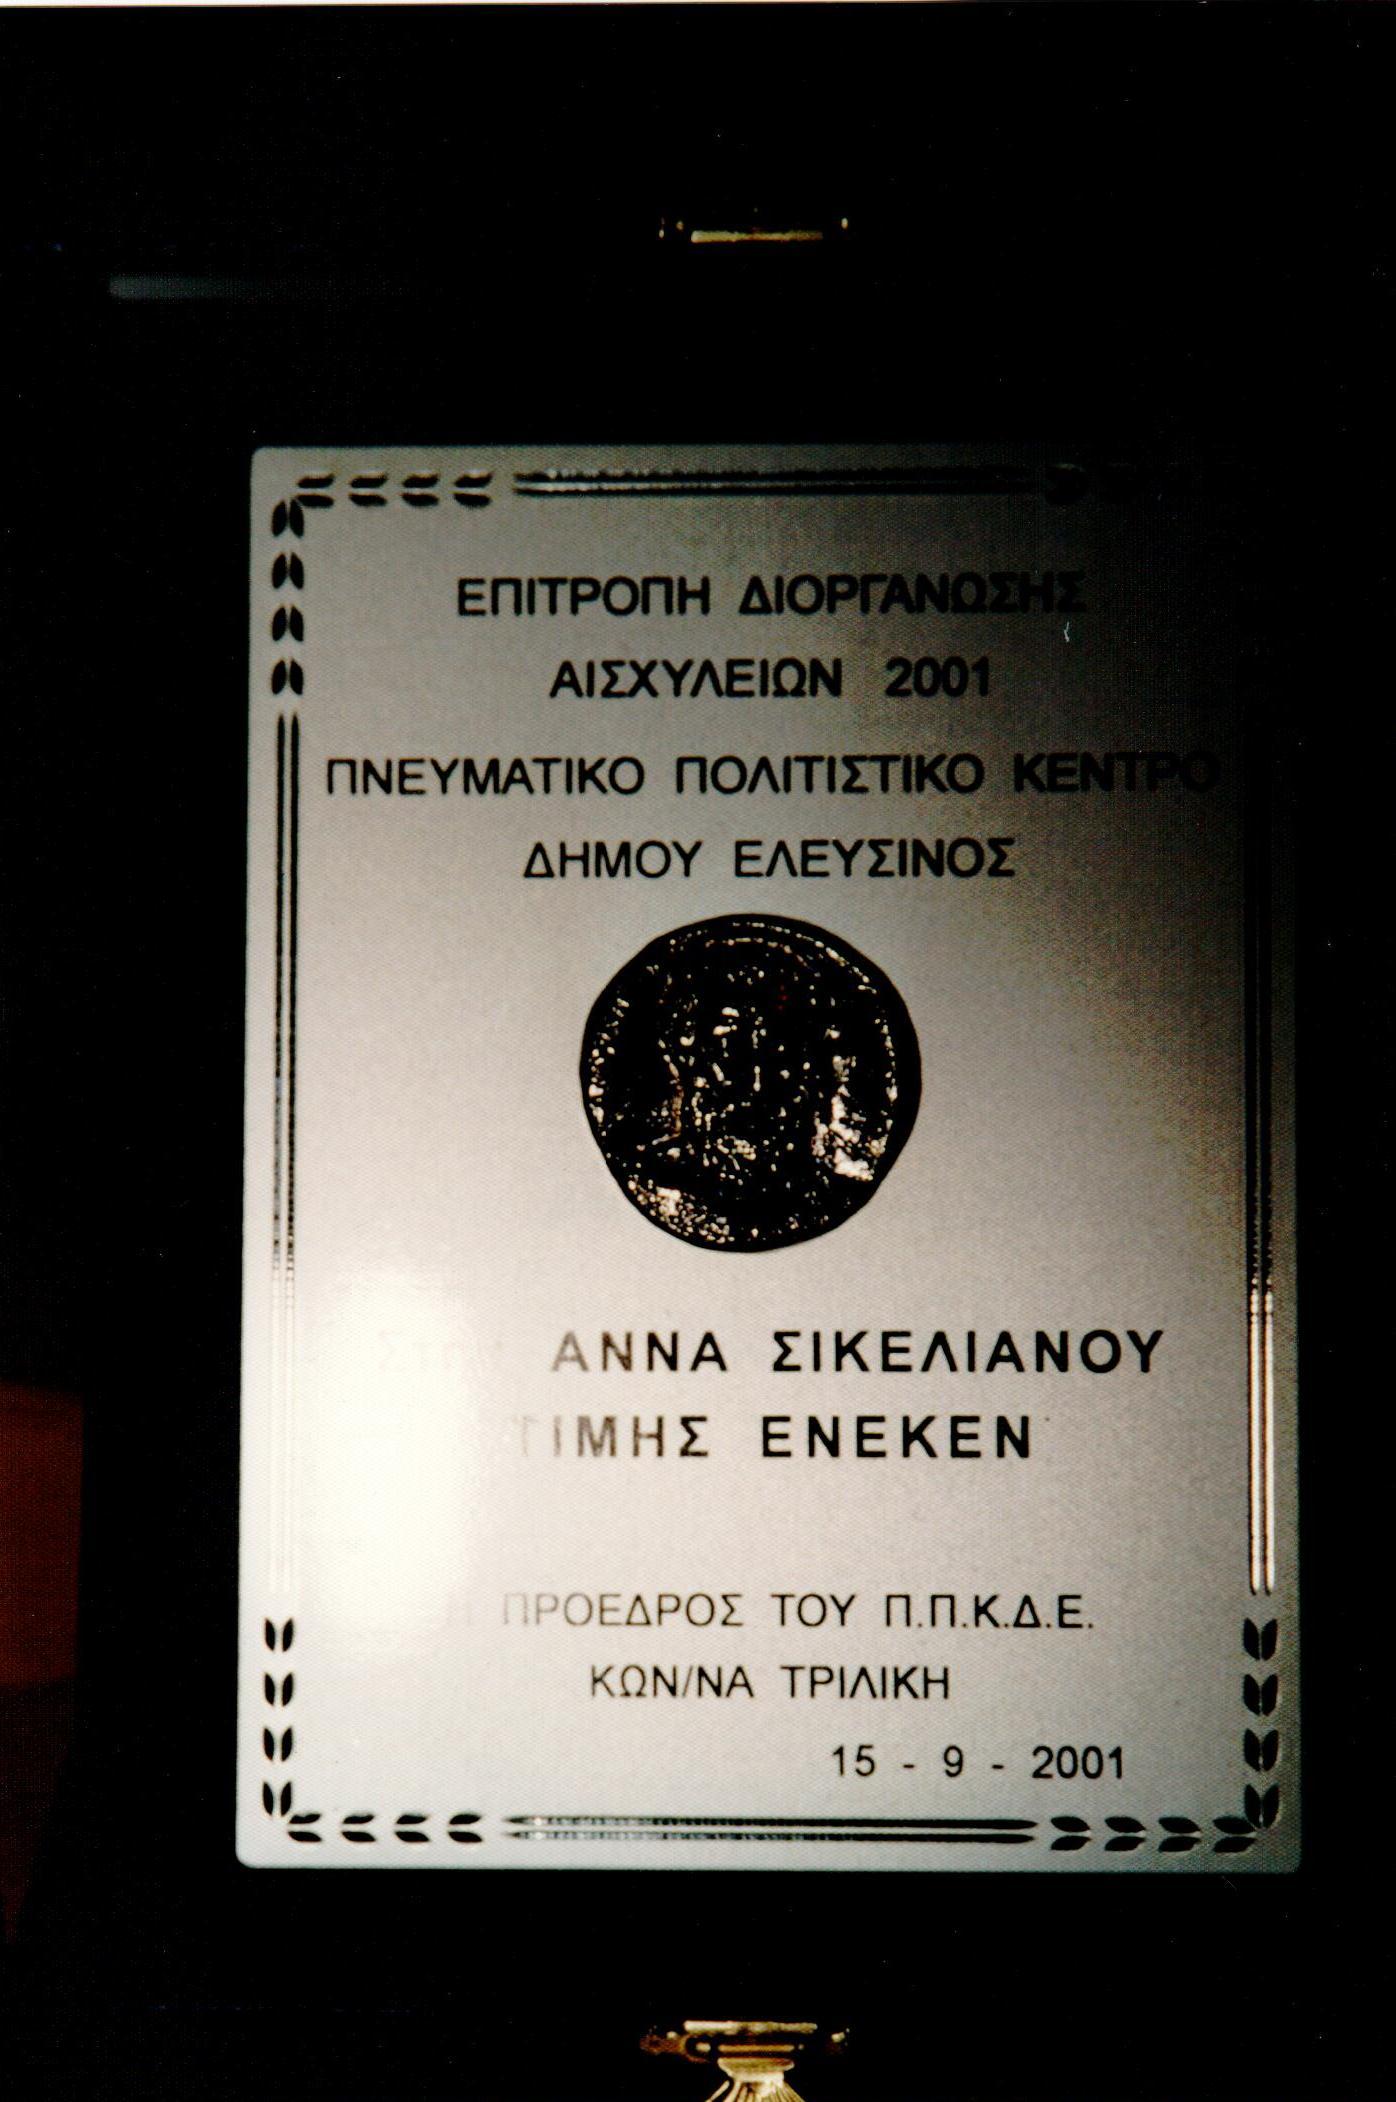 ΕΠΙΤΡΟΠΗ ΔΙΟΡΓΑΝΩΣΗΣ
ΑΙΣΧΥΛΕΙΩΝ 2001
ΠΝΕΥΜΑΤΙΚΟ ΠΟΛΙΤΙΣΤΙΚΟ ΚΕΝΤΡΟ
ΔΗΜΟΥ ΕΛΕΥΣΙΝΟΣ
ΑΝΝΑ ΣΙΚΕΛΙΑΝΟΥ
ΤΙΜΗΣ ΕΝΕΚΕΝ
ΠΡΟΕΔΡΟΣ ΤΟΥ Π.Π.Κ.Δ.Ε.
ΚΩΝ/ΝΑ ΤΡΙΛΙΚΗ
15 - 9 - 2001